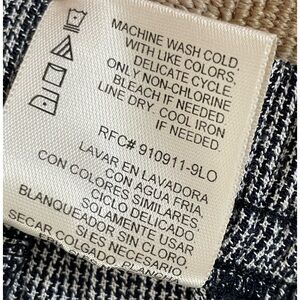 MACHINE WASH COLD.
WITH LIKE COLORS.
DELICATE CYCLE.
ONLY NON-CHLORINE
BLEACH IF NEEDED.
LINE DRY. COOL IRON
IF NEEDED.
RFC# 910911-9LO
LAVAR EN LAVADORA
CON AGUA FRIA.
CON COLORES SIMILARES.
CICLO DELICADO.
SOLAMENTE USAR
BLANQUEADOR SIN CLORO
SI ES NECESARIO
SECAR COLGADO.